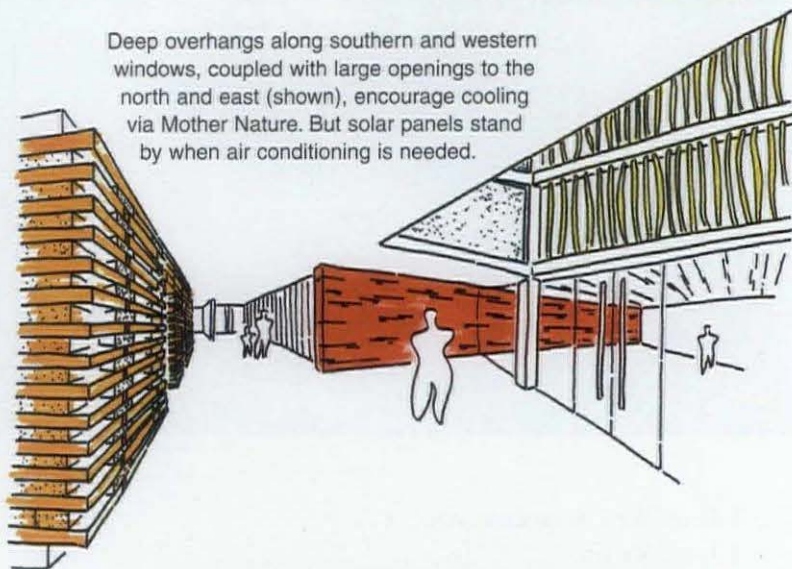 Deep overhangs along southern and western
windows, coupled with large openings to the
north and east (shown), encourage cooling
via Mother Nature. But solar panels stand
by when air conditioning is needed.